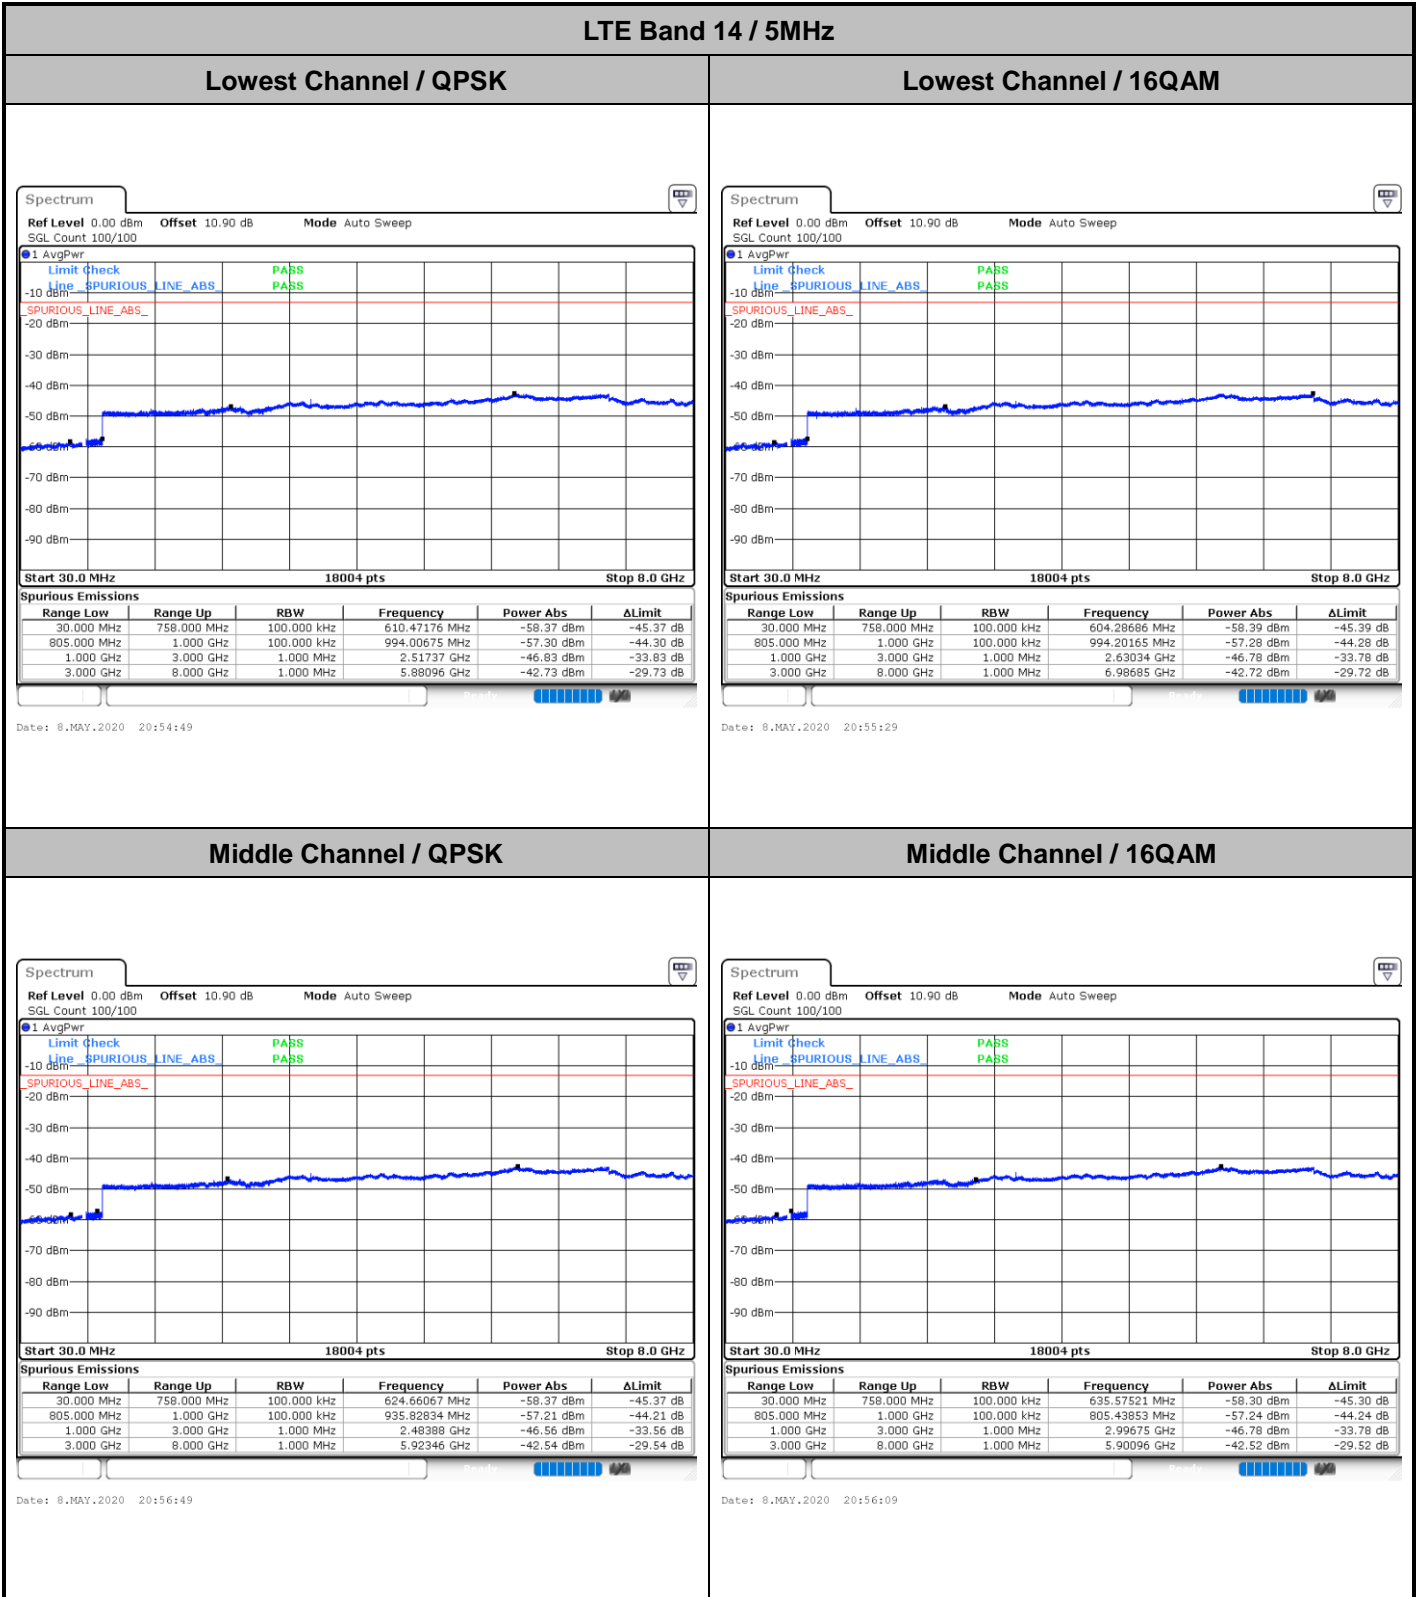 LTE Band 14 / 5MHz
Lowest Channel / QPSK
Lowest Channel / 16QAM
Spectrum
Ref Level 0.00 dBm Offset 10.90 dB Mode Auto Sweep
SGL Count 100/100
1 AvgPwr
Limit Check PASS
Line _SPURIOUS_LINE_ABS_ PASS
-10 dBm
_SPURIOUS_LINE_ABS_
-20 dBm
-30 dBm
-40 dBm
-50 dBm
-60 dBm
-70 dBm
-80 dBm
-90 dBm
Start 30.0 MHz 18004 pts Stop 8.0 GHz
Spurious Emissions
Range Low Range Up RBW Frequency Power Abs ΔLimit
30.000 MHz 758.000 MHz 100.000 kHz 610.47176 MHz -58.37 dBm -45.37 dB
805.000 MHz 1.000 GHz 100.000 kHz 994.00675 MHz -57.30 dBm -44.30 dB
1.000 GHz 3.000 GHz 1.000 MHz 2.51737 GHz -46.83 dBm -33.83 dB
3.000 GHz 8.000 GHz 1.000 MHz 5.88096 GHz -42.73 dBm -29.73 dB
Date: 8.MAY.2020 20:54:49
Spectrum
Ref Level 0.00 dBm Offset 10.90 dB Mode Auto Sweep
SGL Count 100/100
1 AvgPwr
Limit Check PASS
Line _SPURIOUS_LINE_ABS_ PASS
-10 dBm
_SPURIOUS_LINE_ABS_
-20 dBm
-30 dBm
-40 dBm
-50 dBm
-60 dBm
-70 dBm
-80 dBm
-90 dBm
Start 30.0 MHz 18004 pts Stop 8.0 GHz
Spurious Emissions
Range Low Range Up RBW Frequency Power Abs ΔLimit
30.000 MHz 758.000 MHz 100.000 kHz 604.28686 MHz -58.39 dBm -45.39 dB
805.000 MHz 1.000 GHz 100.000 kHz 994.20165 MHz -57.28 dBm -44.28 dB
1.000 GHz 3.000 GHz 1.000 MHz 2.63034 GHz -46.78 dBm -33.78 dB
3.000 GHz 8.000 GHz 1.000 MHz 6.98685 GHz -42.72 dBm -29.72 dB
Date: 8.MAY.2020 20:55:29
Middle Channel / QPSK
Middle Channel / 16QAM
Spectrum
Ref Level 0.00 dBm Offset 10.90 dB Mode Auto Sweep
SGL Count 100/100
1 AvgPwr
Limit Check PASS
Line _SPURIOUS_LINE_ABS_ PASS
-10 dBm
_SPURIOUS_LINE_ABS_
-20 dBm
-30 dBm
-40 dBm
-50 dBm
-60 dBm
-70 dBm
-80 dBm
-90 dBm
Start 30.0 MHz 18004 pts Stop 8.0 GHz
Spurious Emissions
Range Low Range Up RBW Frequency Power Abs ΔLimit
30.000 MHz 758.000 MHz 100.000 kHz 624.66067 MHz -58.37 dBm -45.37 dB
805.000 MHz 1.000 GHz 100.000 kHz 935.82834 MHz -57.21 dBm -44.21 dB
1.000 GHz 3.000 GHz 1.000 MHz 2.48388 GHz -46.56 dBm -33.56 dB
3.000 GHz 8.000 GHz 1.000 MHz 5.92346 GHz -42.54 dBm -29.54 dB
Date: 8.MAY.2020 20:56:49
Spectrum
Ref Level 0.00 dBm Offset 10.90 dB Mode Auto Sweep
SGL Count 100/100
1 AvgPwr
Limit Check PASS
Line _SPURIOUS_LINE_ABS_ PASS
-10 dBm
_SPURIOUS_LINE_ABS_
-20 dBm
-30 dBm
-40 dBm
-50 dBm
-60 dBm
-70 dBm
-80 dBm
-90 dBm
Start 30.0 MHz 18004 pts Stop 8.0 GHz
Spurious Emissions
Range Low Range Up RBW Frequency Power Abs ΔLimit
30.000 MHz 758.000 MHz 100.000 kHz 635.57521 MHz -58.30 dBm -45.30 dB
805.000 MHz 1.000 GHz 100.000 kHz 805.43853 MHz -57.24 dBm -44.24 dB
1.000 GHz 3.000 GHz 1.000 MHz 2.99675 GHz -46.78 dBm -33.78 dB
3.000 GHz 8.000 GHz 1.000 MHz 5.90096 GHz -42.52 dBm -29.52 dB
Date: 8.MAY.2020 20:56:09